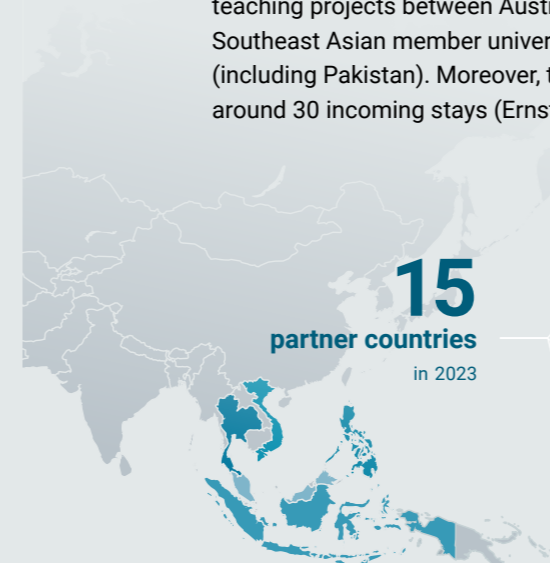 teaching projects between
Southeast Asian member
(including Pakistan). Moreover,
around 30 incoming stays
15
partner countries
in 2023